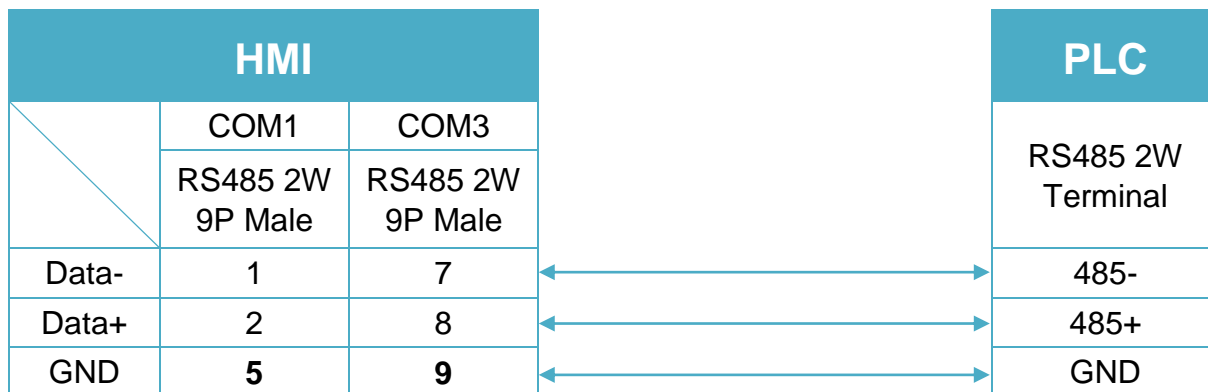 HMI
PLC
COM1 COM3
RS485 2W RS485 2W
9P Male 9P Male
RS485 2W
Terminal
Data- 1 7 485-
Data+ 2 8 485+
GND 5 9 GND